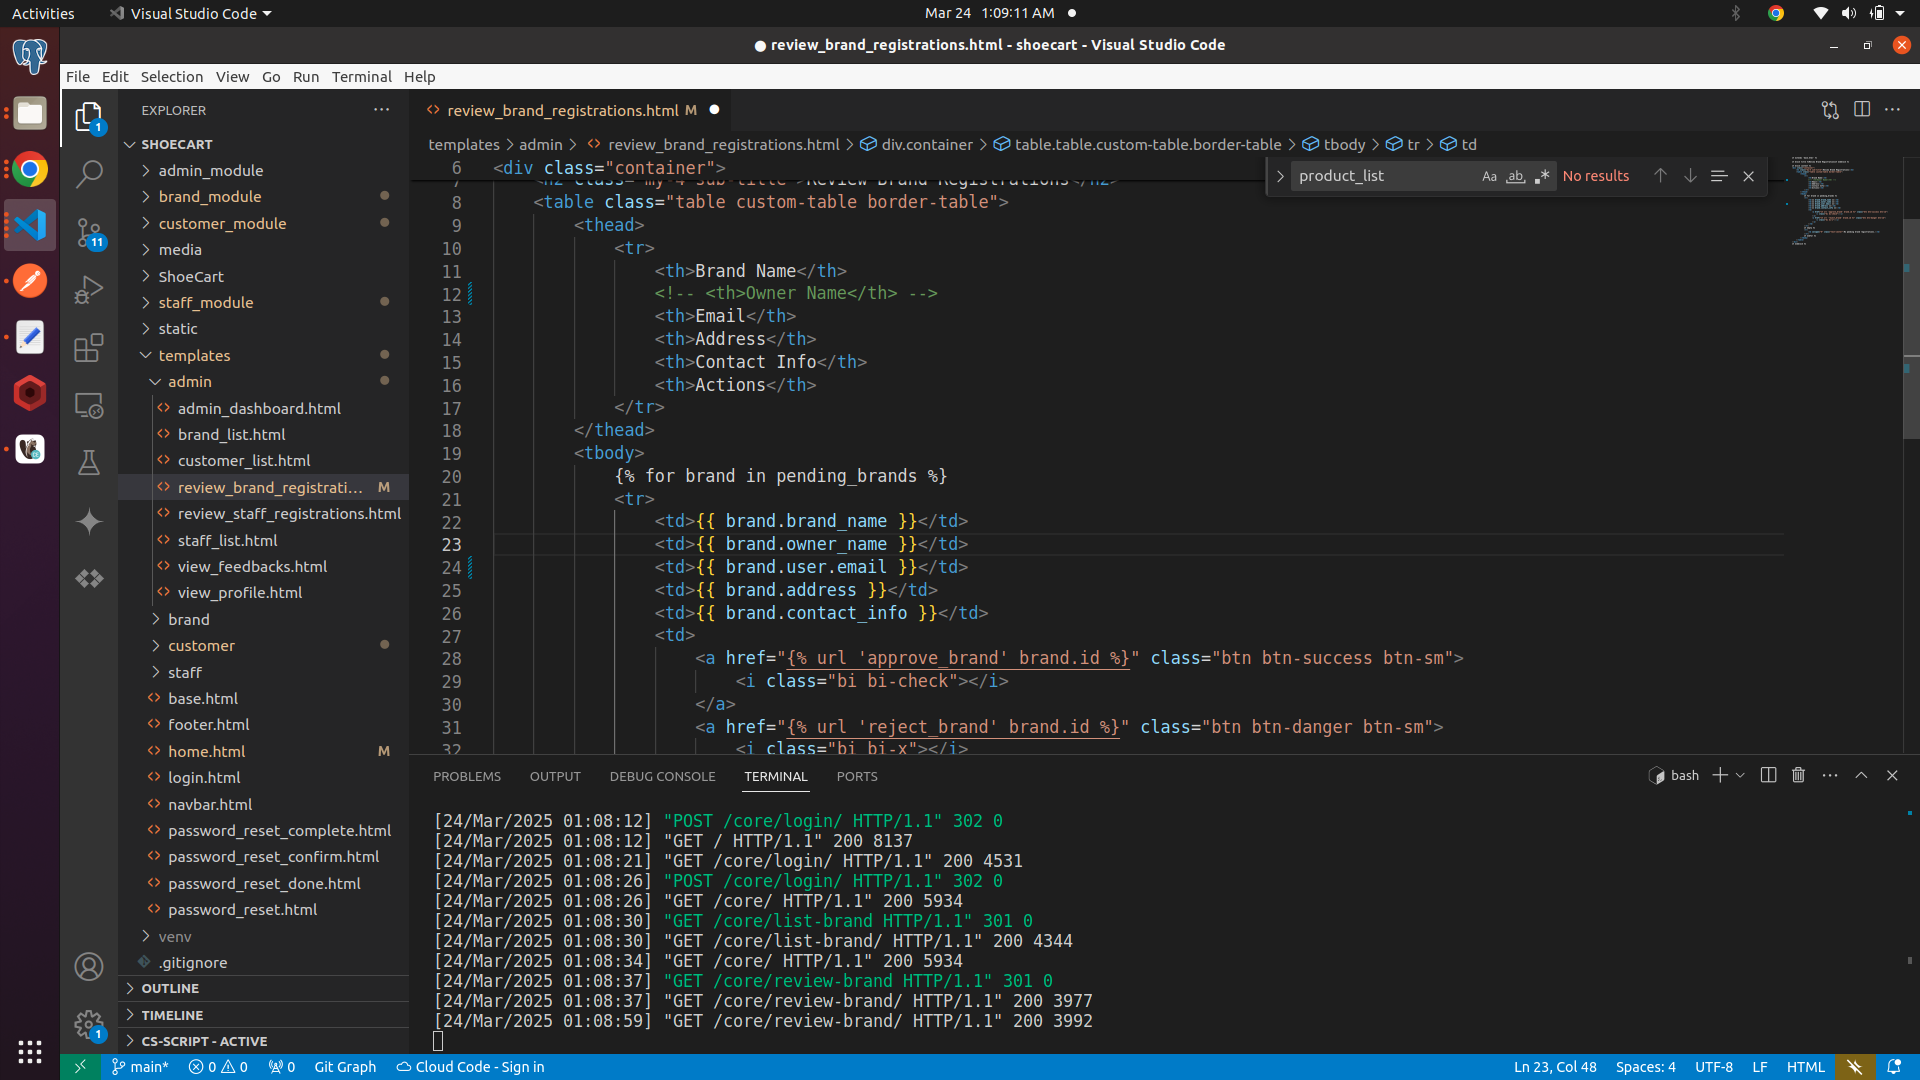 Activities
Visual Studio Code
Mar 24 1:09:11 AM
● review_brand_registrations.html - shoecart - Visual Studio Code
File Edit Selection View Go Run Terminal Help
EXPLORER
SHOECART
admin_module
brand_module
customer_module
media
ShoeCart
staff_module
static
templates
admin
admin_dashboard.html
brand_list.html
customer_list.html
review_brand_registrati... M
review_staff_registrations.html
staff_list.html
view_feedbacks.html
view_profile.html
brand
customer
staff
base.html
footer.html
home.html M
login.html
navbar.html
password_reset_complete.html
password_reset_confirm.html
password_reset_done.html
password_reset.html
venv
.gitignore
OUTLINE
TIMELINE
CS-SCRIPT - ACTIVE
1
11
1
review_brand_registrations.html M
templates > admin > review_brand_registrations.html > div.container > table.table.custom-table.border-table > tbody > tr > td
product_list Aa ab No results
6 <div class="container">
7 <h2 class="my-4 sub-title">Review Brand Registrations</h2>
8 <table class="table custom-table border-table">
9 <thead>
10 <tr>
11 <th>Brand Name</th>
12 <!-- <th>Owner Name</th> -->
13 <th>Email</th>
14 <th>Address</th>
15 <th>Contact Info</th>
16 <th>Actions</th>
17 </tr>
18 </thead>
19 <tbody>
20 {% for brand in pending_brands %}
21 <tr>
22 <td>{{ brand.brand_name }}</td>
23 <td>{{ brand.owner_name }}</td>
24 <td>{{ brand.user.email }}</td>
25 <td>{{ brand.address }}</td>
26 <td>{{ brand.contact_info }}</td>
27 <td>
28 <a href="{% url 'approve_brand' brand.id %}" class="btn btn-success btn-sm">
29 <i class="bi bi-check"></i>
30 </a>
31 <a href="{% url 'reject_brand' brand.id %}" class="btn btn-danger btn-sm">
32 <i class="bi bi-x"></i>
PROBLEMS OUTPUT DEBUG CONSOLE TERMINAL PORTS
bash
[24/Mar/2025 01:08:12] "POST /core/login/ HTTP/1.1" 302 0
[24/Mar/2025 01:08:12] "GET / HTTP/1.1" 200 8137
[24/Mar/2025 01:08:21] "GET /core/login/ HTTP/1.1" 200 4531
[24/Mar/2025 01:08:26] "POST /core/login/ HTTP/1.1" 302 0
[24/Mar/2025 01:08:26] "GET /core/ HTTP/1.1" 200 5934
[24/Mar/2025 01:08:30] "GET /core/list-brand HTTP/1.1" 301 0
[24/Mar/2025 01:08:30] "GET /core/list-brand/ HTTP/1.1" 200 4344
[24/Mar/2025 01:08:34] "GET /core/ HTTP/1.1" 200 5934
[24/Mar/2025 01:08:37] "GET /core/review-brand HTTP/1.1" 301 0
[24/Mar/2025 01:08:37] "GET /core/review-brand/ HTTP/1.1" 200 3977
[24/Mar/2025 01:08:59] "GET /core/review-brand/ HTTP/1.1" 200 3992
main* 0 0 0 Git Graph Cloud Code - Sign in
Ln 23, Col 48 Spaces: 4 UTF-8 LF HTML